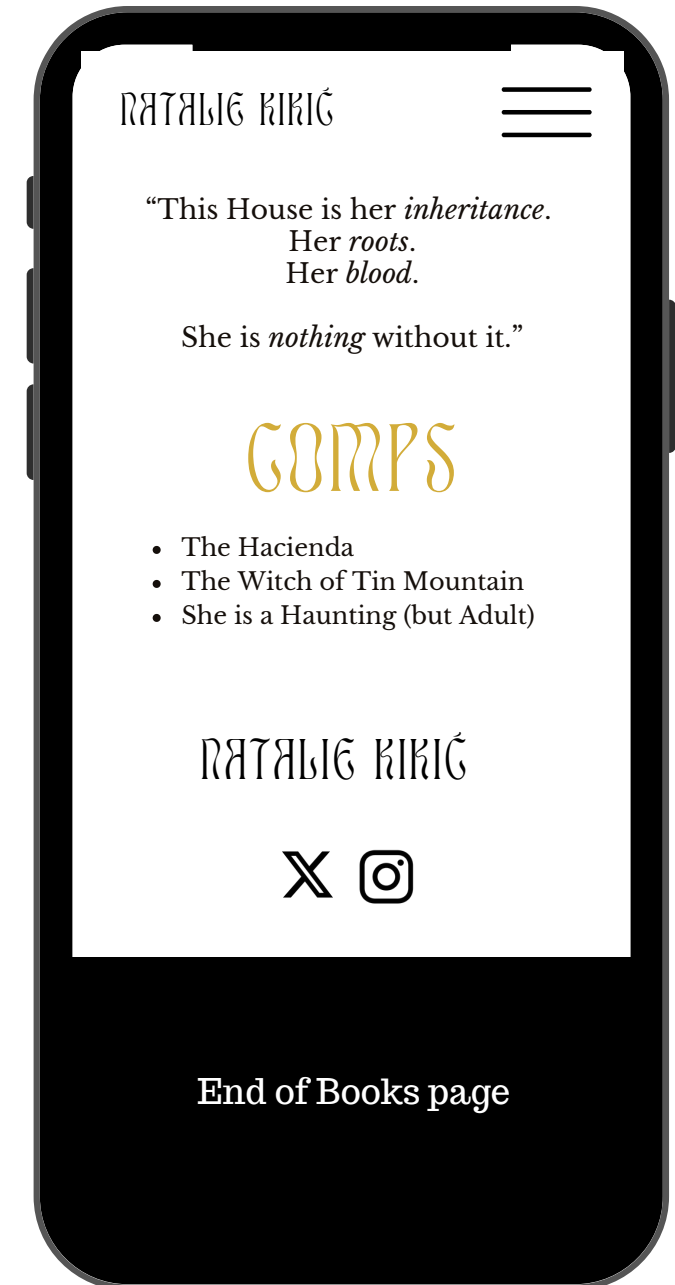 NATALIE KIKIĆ
“This House is her inheritance.
Her roots.
Her blood.
She is nothing without it.”
COMPS
• The Hacienda
• The Witch of Tin Mountain
• She is a Haunting (but Adult)
NATALIE KIKIĆ
End of Books page